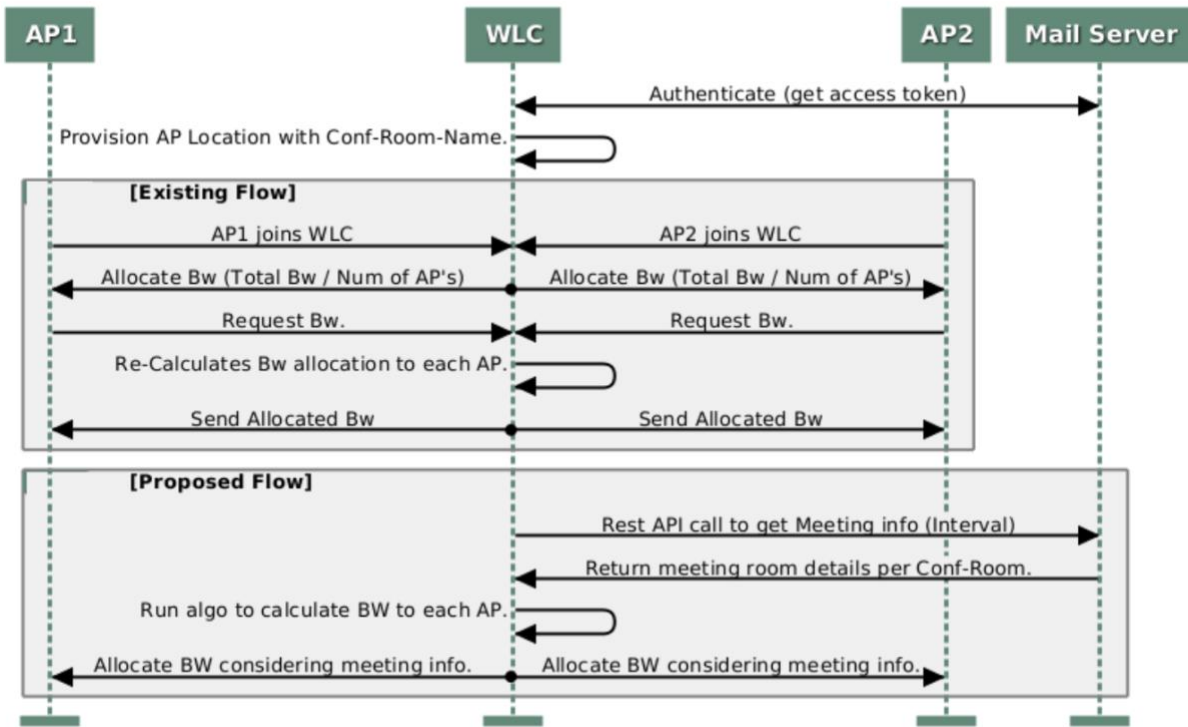 AP1
WLC
AP2
Mail Server
Authenticate (get access token)
Provision AP Location with Conf-Room-Name.
[Existing Flow]
AP1 joins WLC
AP2 joins WLC
Allocate Bw (Total Bw / Num of AP's)
Allocate Bw (Total Bw / Num of AP's)
Request Bw.
Request Bw.
Re-Calculates Bw allocation to each AP.
Send Allocated Bw
Send Allocated Bw
[Proposed Flow]
Rest API call to get Meeting info (Interval)
Return meeting room details per Conf-Room.
Run algo to calculate BW to each AP.
Allocate BW considering meeting info.
Allocate BW considering meeting info.